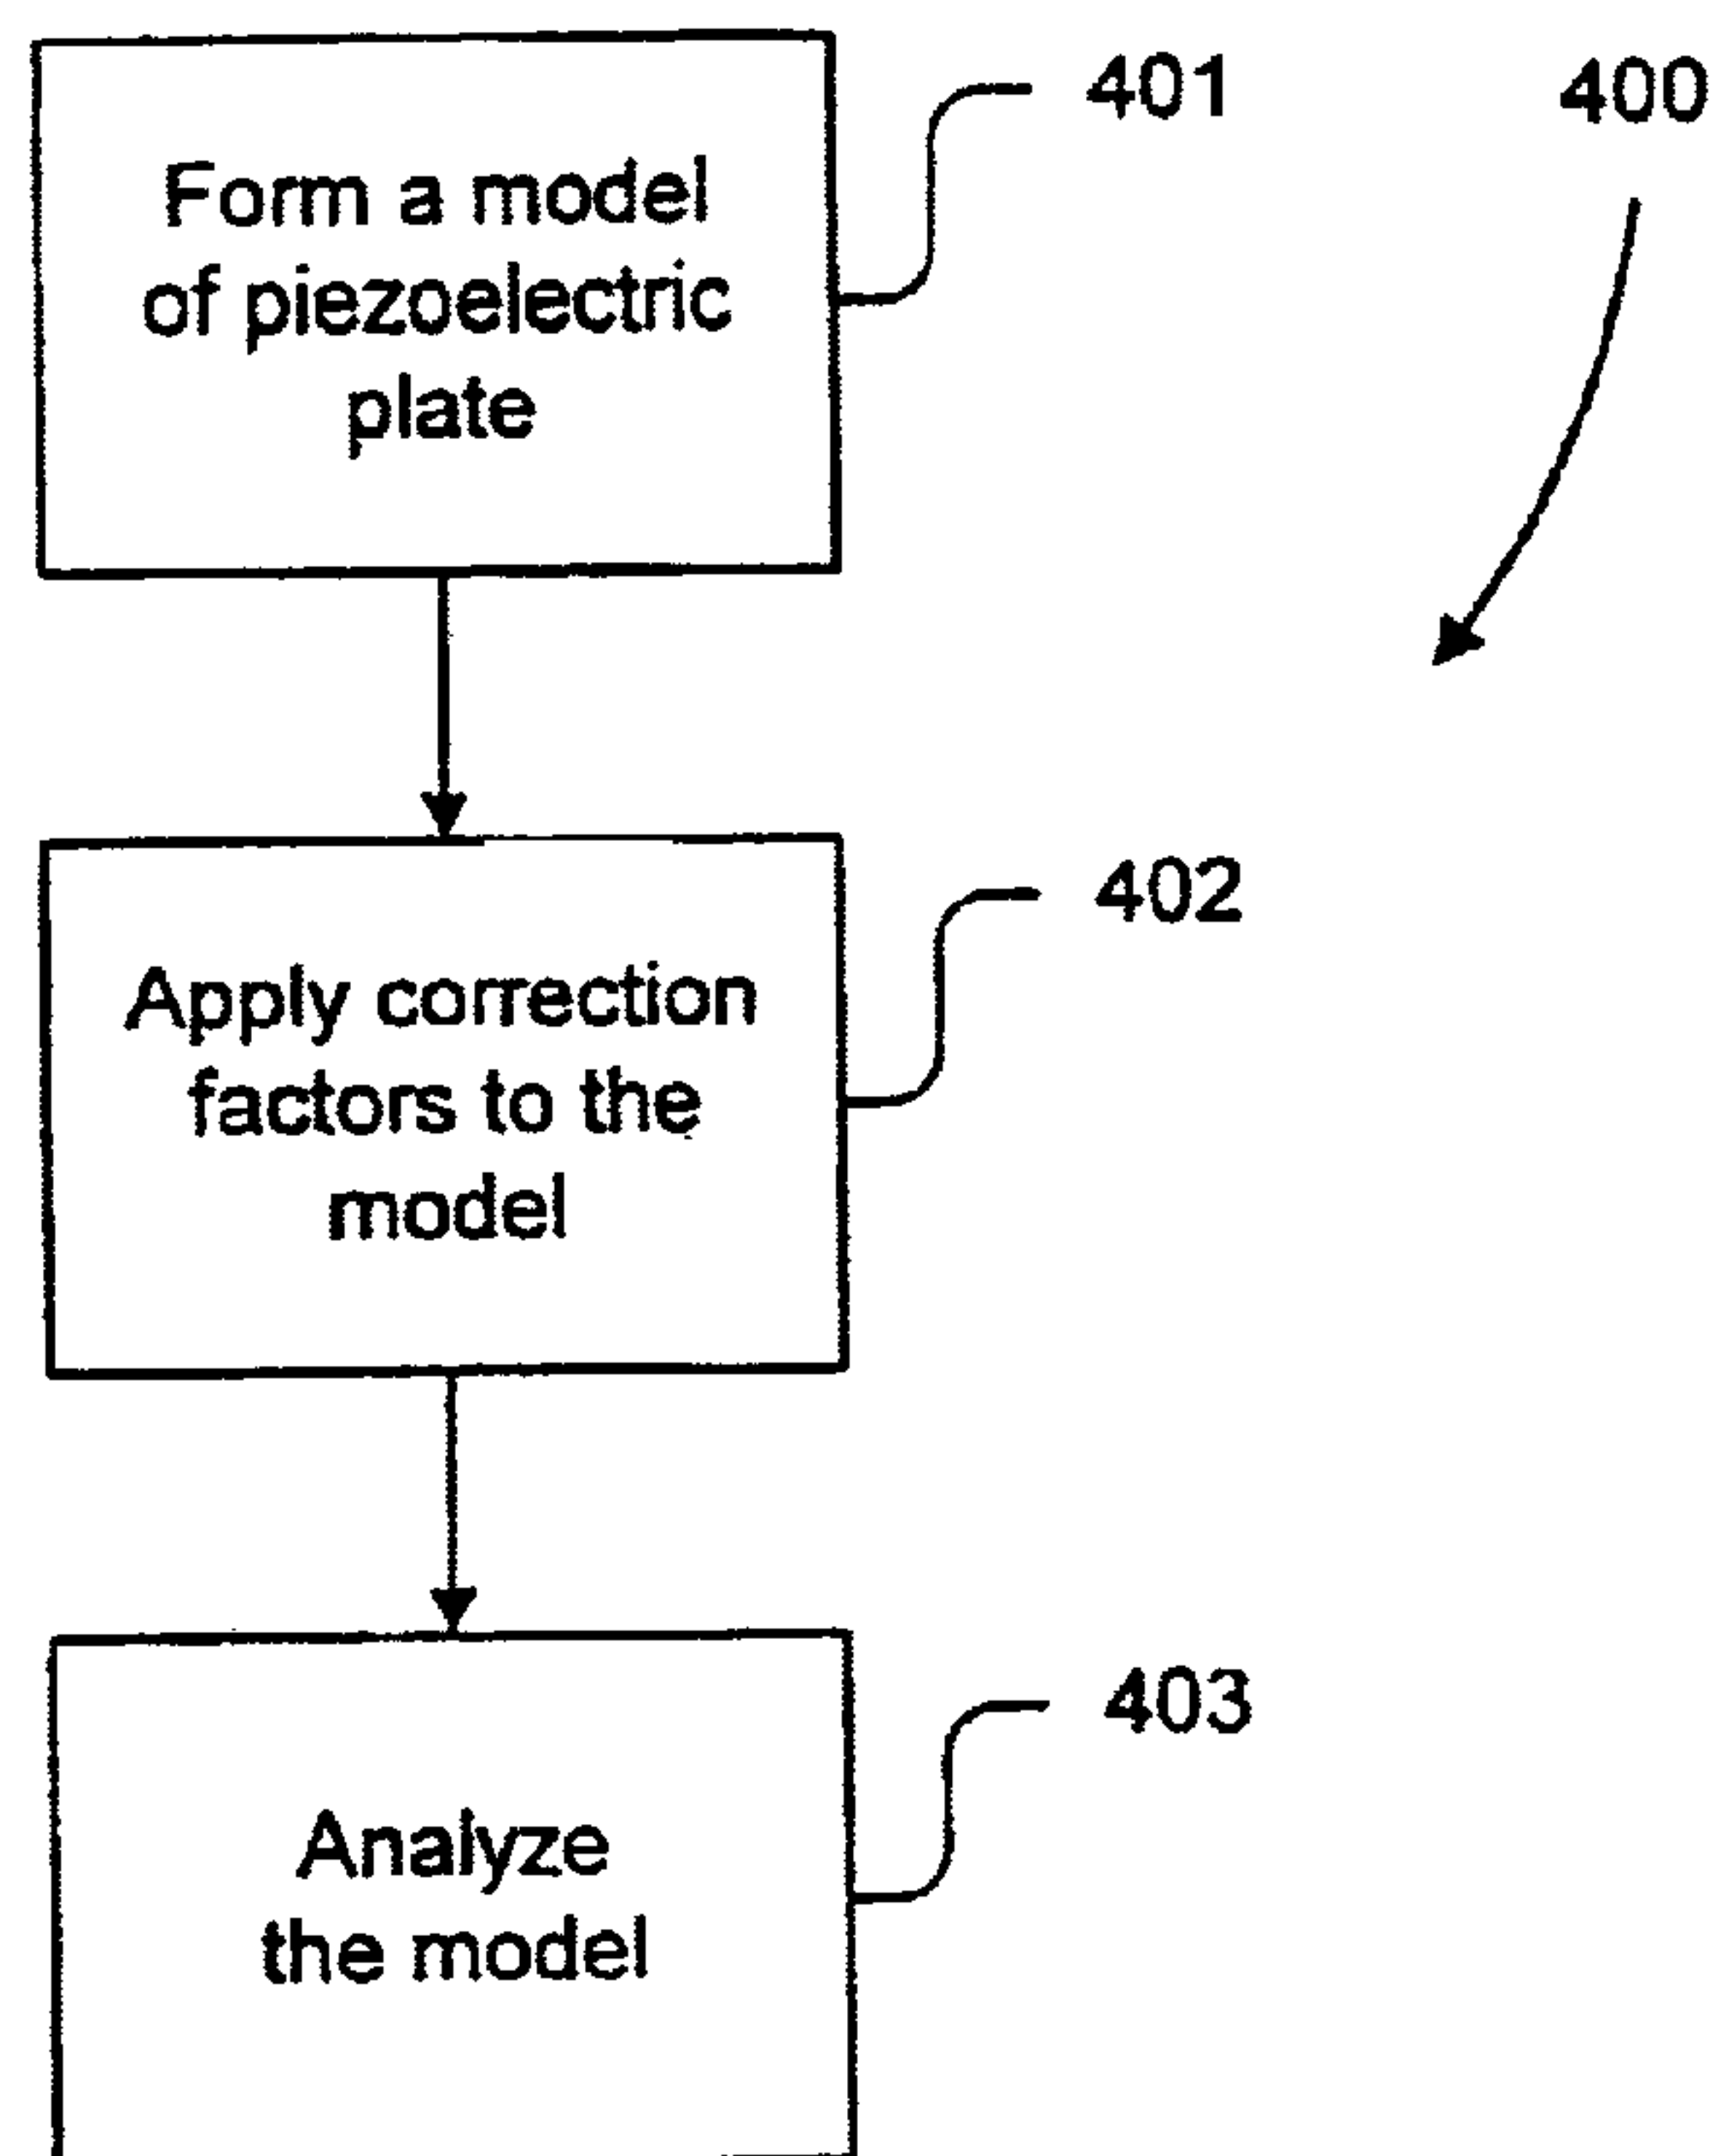 401
400
Form a model
of piezoelectric
plate
402
Apply correction
factors to the
model
403
Analyze
the model